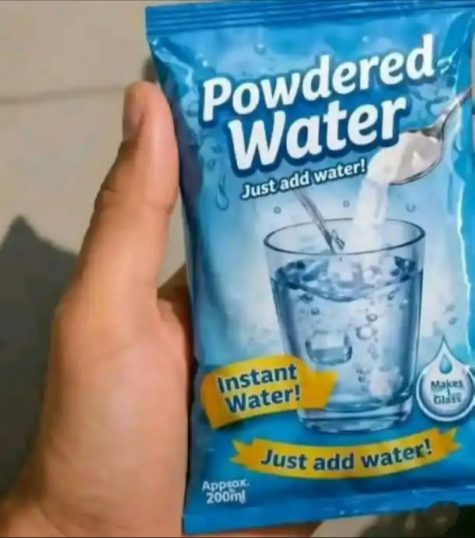 Powdered
Water
Just add water!
Instant
Water!
Makes
Glass
Just add water!
Appsox.
200ml